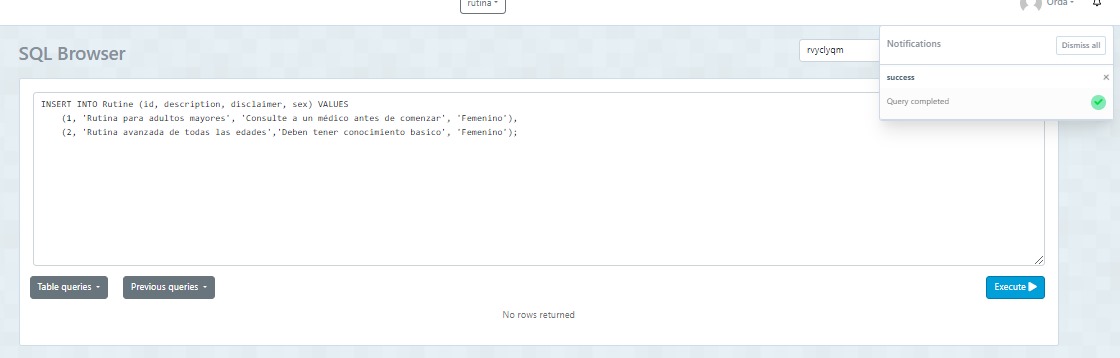 rutina
Orda
SQL Browser
rvyclyqm
Notifications
Dismiss all
success
×
Query completed
INSERT INTO Rutine (id, description, disclaimer, sex) VALUES
(1, 'Rutina para adultos mayores', 'Consulte a un médico antes de comenzar', 'Femenino'),
(2, 'Rutina avanzada de todas las edades','Deben tener conocimiento basico', 'Femenino');
Table queries
Previous queries
Execute
No rows returned